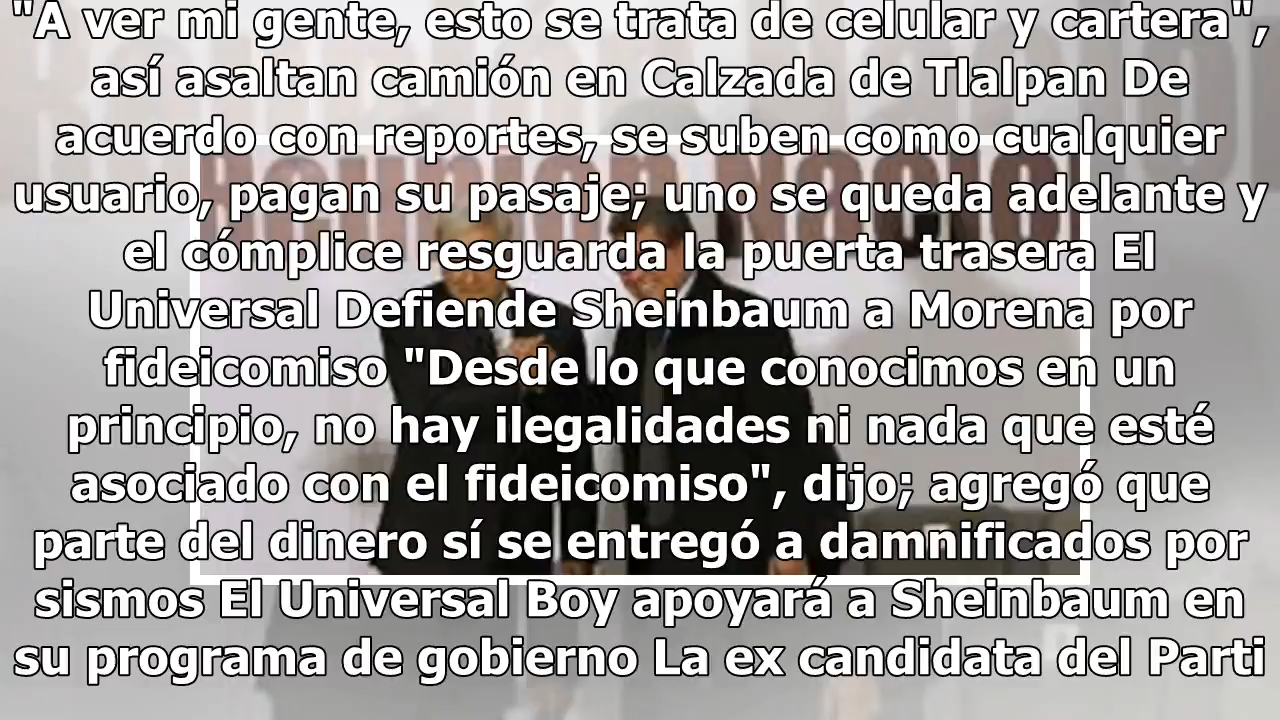 "A ver mi gente, esto se trata de celular y cartera",
así asaltan camión en Calzada de Tlalpan De
acuerdo con reportes, se suben como cualquier
usuario, pagan su pasaje; uno se queda adelante y
el cómplice resguarda la puerta trasera El
Universal Defiende Sheinbaum a Morena por
fideicomiso "Desde lo que conocimos en un
principio, no hay ilegalidades ni nada que esté
asociado con el fideicomiso", dijo; agregó que
parte del dinero sí se entregó a damnificados por
sismos El Universal Boy apoyará a Sheinbaum en
su programa de gobierno La ex candidata del Parti